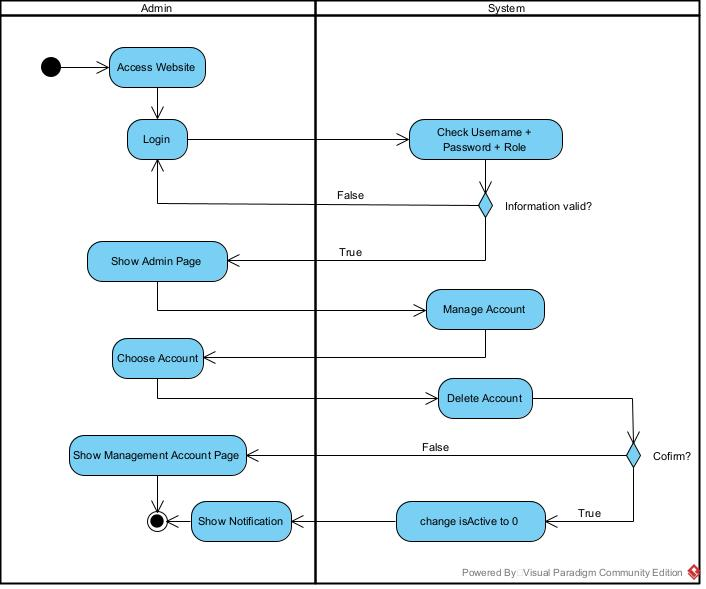 Admin
System
Access Website
Login
Check Username +
Password + Role
False
Information valid?
True
Show Admin Page
Manage Account
Choose Account
Delete Account
False
Show Management Account Page
Cofirm?
True
Show Notification
change isActive to 0
Powered By Visual Paradigm Community Edition